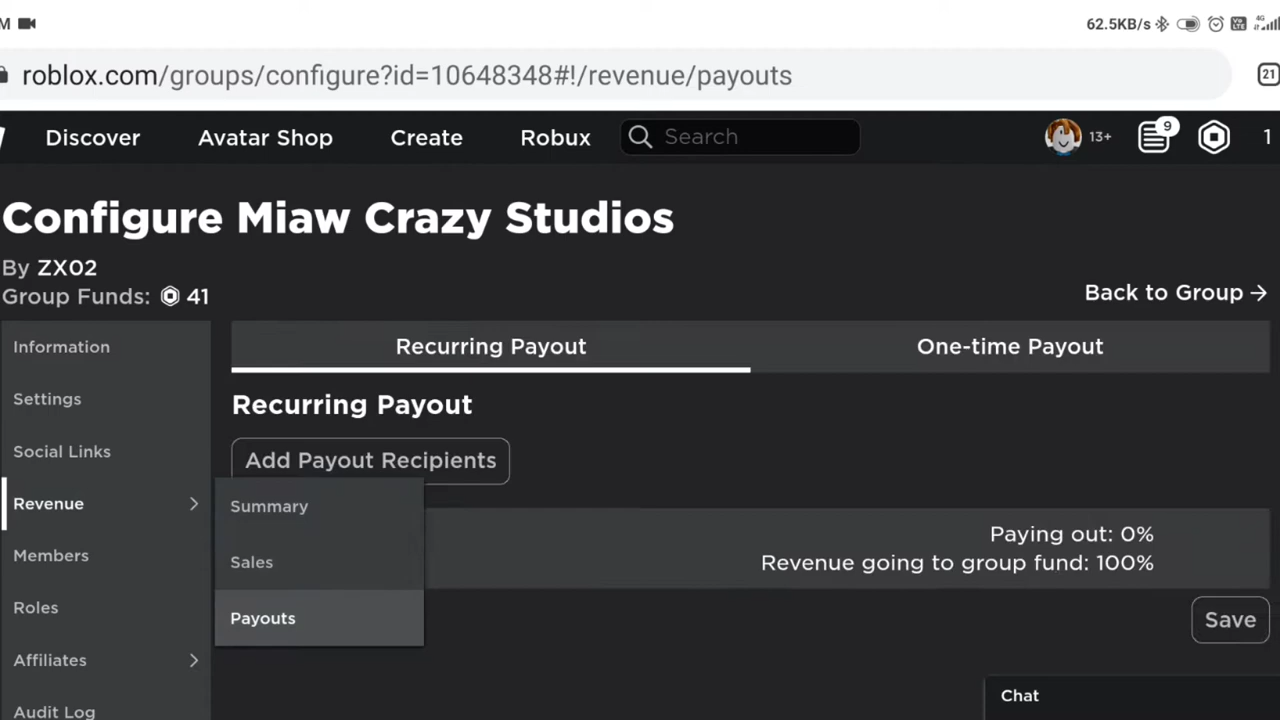 M
62.5KB/s 4G Vo LTE
roblox.com/groups/configure?id=10648348#!/revenue/payouts
21
Discover Avatar Shop Create Robux Search 13+ 9 1
Configure Miaw Crazy Studios
By ZX02
Group Funds: 41
Back to Group →
Information
Settings
Social Links
Revenue
Members
Roles
Affiliates
Audit Log
Summary
Sales
Payouts
Recurring Payout
One-time Payout
Recurring Payout
Add Payout Recipients
Paying out: 0%
Revenue going to group fund: 100%
Save
Chat